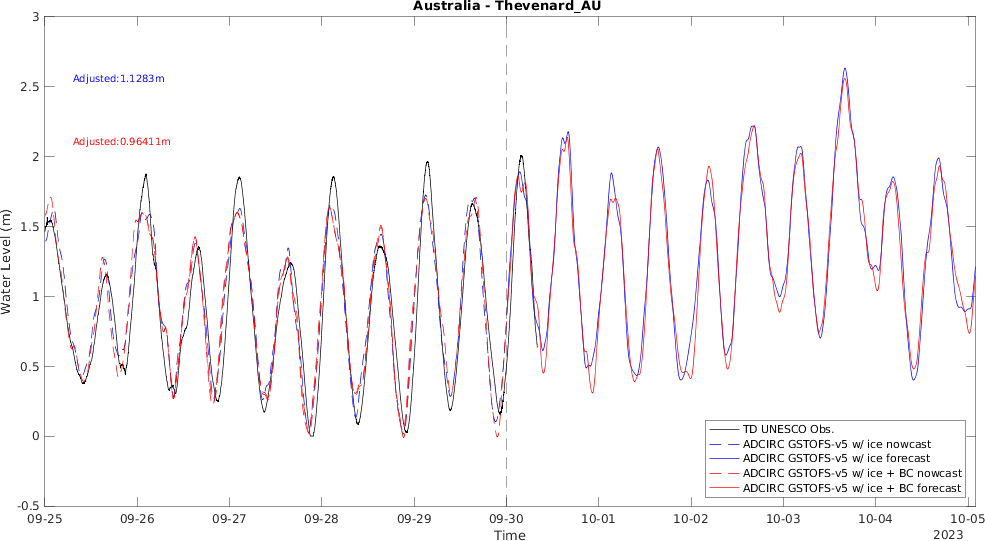 Australia - Thevenard_AU
3
2.5
2
1.5
1
0.5
0
-0.5
Water Level (m)
Adjusted:1.1283m
Adjusted:0.96411m
TD UNESCO Obs.
ADCIRC GSTOFS-v5 w/ ice nowcast
ADCIRC GSTOFS-v5 w/ ice forecast
ADCIRC GSTOFS-v5 w/ ice + BC nowcast
ADCIRC GSTOFS-v5 w/ ice + BC forecast
09-25 09-26 09-27 09-28 09-29 09-30 10-01 10-02 10-03 10-04 10-05
Time
2023